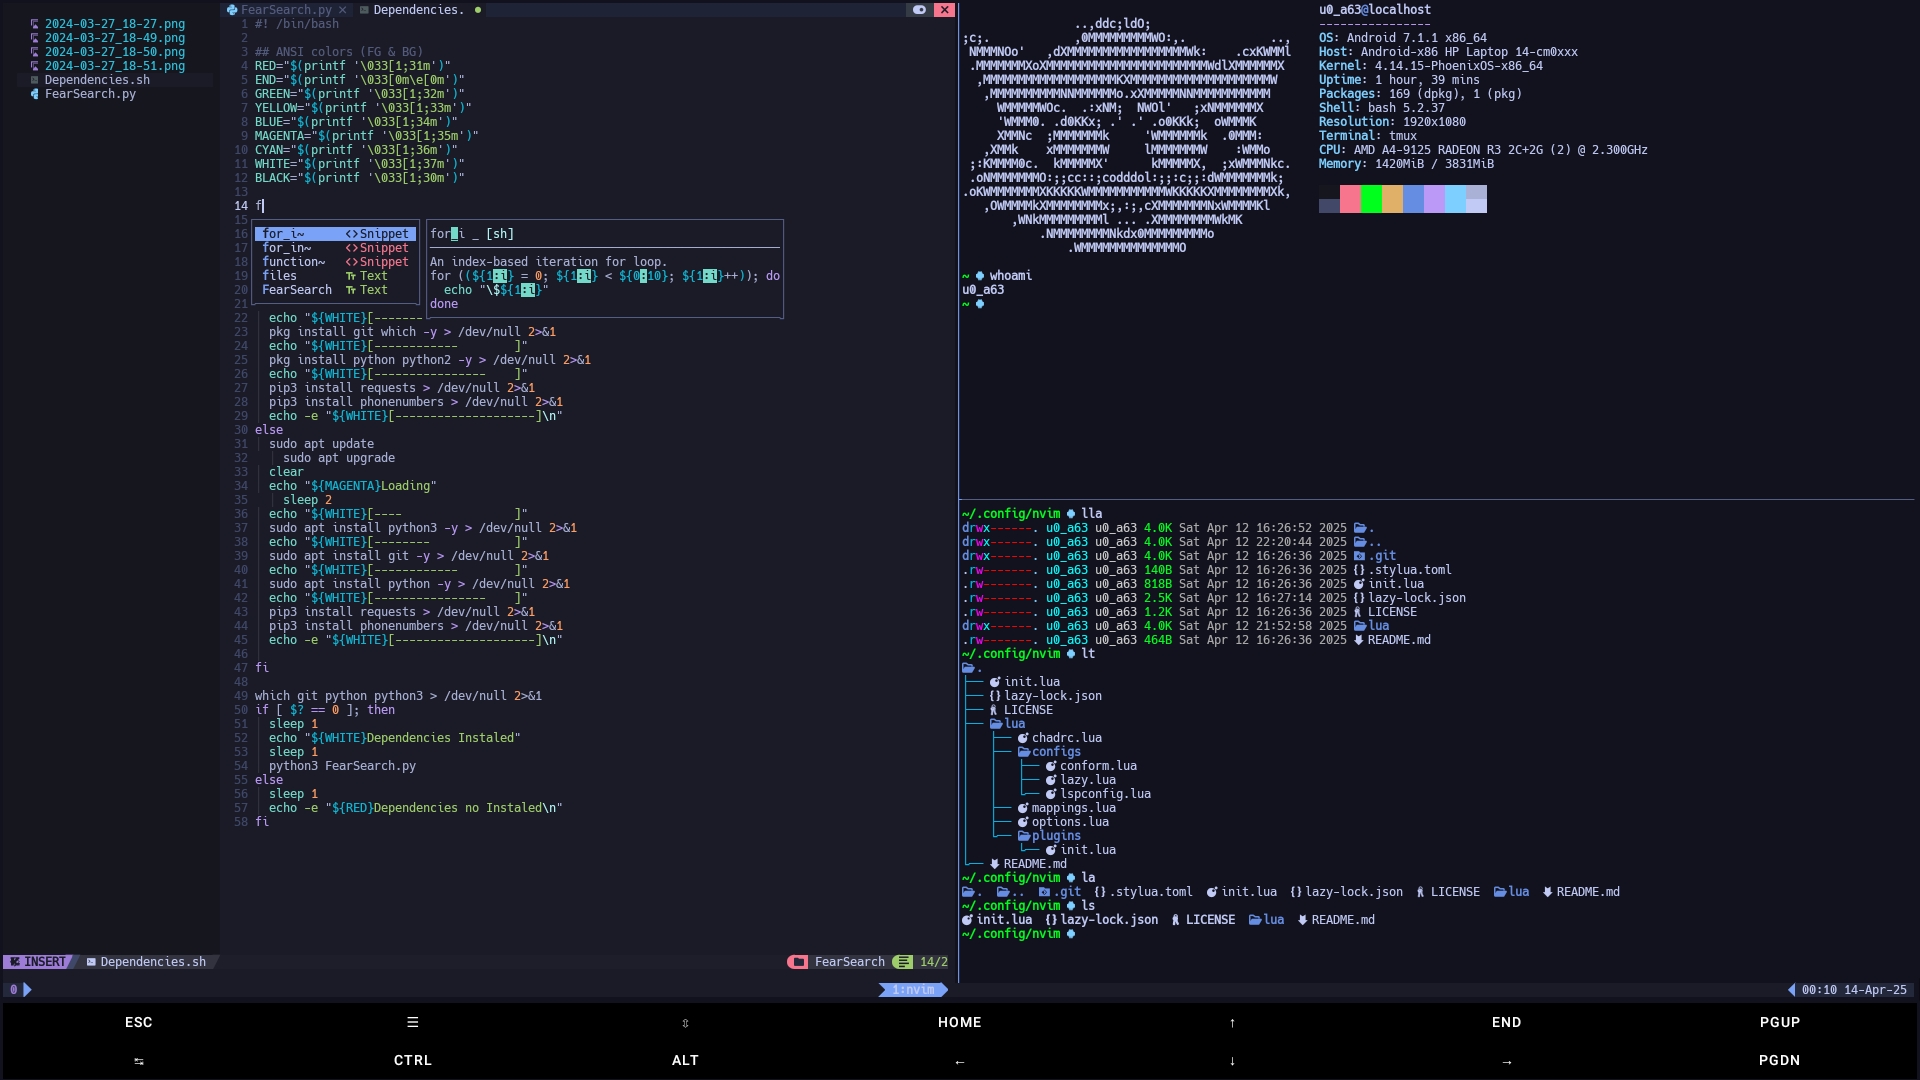 2024-03-27_18-27.png
2024-03-27_18-49.png
2024-03-27_18-50.png
2024-03-27_18-51.png
Dependencies.sh
FearSearch.py
FearSearch.py × Dependencies. ●
1 #! /bin/bash
2
3 ## ANSI colors (FG & BG)
4 RED="$(printf '\033[1;31m')"
5 END="$(printf '\033[0m\e[0m')"
6 GREEN="$(printf '\033[1;32m')"
7 YELLOW="$(printf '\033[1;33m')"
8 BLUE="$(printf '\033[1;34m')"
9 MAGENTA="$(printf '\033[1;35m')"
10 CYAN="$(printf '\033[1;36m')"
11 WHITE="$(printf '\033[1;37m')"
12 BLACK="$(printf '\033[1;30m')"
13
14 f
15
16 for_i~ <>Snippet
17 for_in~ <>Snippet
18 function~ <>Snippet
19 files Text
20 FearSearch Text
21
for i _ [sh]
An index-based iteration for loop.
for ((${1:i} = 0; ${1:i} < ${0:10}; ${1:i}++)); do
echo "\$${1:i}"
done
22 echo "${WHITE}[-------
23 pkg install git which -y > /dev/null 2>&1
24 echo "${WHITE}[------------        ]"
25 pkg install python python2 -y > /dev/null 2>&1
26 echo "${WHITE}[----------------    ]"
27 pip3 install requests > /dev/null 2>&1
28 pip3 install phonenumbers > /dev/null 2>&1
29 echo -e "${WHITE}[--------------------]\n"
30 else
31 sudo apt update
32 sudo apt upgrade
33 clear
34 echo "${MAGENTA}Loading"
35 sleep 2
36 echo "${WHITE}[----                ]"
37 sudo apt install python3 -y > /dev/null 2>&1
38 echo "${WHITE}[--------            ]"
39 sudo apt install git -y > /dev/null 2>&1
40 echo "${WHITE}[------------        ]"
41 sudo apt install python -y > /dev/null 2>&1
42 echo "${WHITE}[----------------    ]"
43 pip3 install requests > /dev/null 2>&1
44 pip3 install phonenumbers > /dev/null 2>&1
45 echo -e "${WHITE}[--------------------]\n"
46
47 fi
48
49 which git python python3 > /dev/null 2>&1
50 if [ $? == 0 ]; then
51 sleep 1
52 echo "${WHITE}Dependencies Instaled"
53 sleep 1
54 python3 FearSearch.py
55 else
56 sleep 1
57 echo -e "${RED}Dependencies no Instaled\n"
58 fi
INSERT Dependencies.sh FearSearch 14/2
..,ddc;ldO;
;c;. ,0MMMMMMMMMWO:,. ..,
u0_a63@localhost
----------------
OS: Android 7.1.1 x86_64
Host: Android-x86 HP Laptop 14-cm0xxx
Kernel: 4.14.15-PhoenixOS-x86_64
Uptime: 1 hour, 39 mins
Packages: 169 (dpkg), 1 (pkg)
Shell: bash 5.2.37
Resolution: 1920x1080
Terminal: tmux
CPU: AMD A4-9125 RADEON R3 2C+2G (2) @ 2.300GHz
Memory: 1420MiB / 3831MiB
~ whoami
u0_a63
~
~/.config/nvim lla
drwx------. u0_a63 u0_a63 4.0K Sat Apr 12 16:26:52 2025 .
drwx------. u0_a63 u0_a63 4.0K Sat Apr 12 22:20:44 2025 ..
drwx------. u0_a63 u0_a63 4.0K Sat Apr 12 16:26:36 2025 .git
.rw-------. u0_a63 u0_a63 140B Sat Apr 12 16:26:36 2025 {}.stylua.toml
.rw-------. u0_a63 u0_a63 818B Sat Apr 12 16:26:36 2025 init.lua
.rw-------. u0_a63 u0_a63 2.5K Sat Apr 12 16:27:14 2025 {}lazy-lock.json
.rw-------. u0_a63 u0_a63 1.2K Sat Apr 12 16:26:36 2025 LICENSE
drwx------. u0_a63 u0_a63 4.0K Sat Apr 12 21:52:58 2025 lua
.rw-------. u0_a63 u0_a63 464B Sat Apr 12 16:26:36 2025 README.md
~/.config/nvim lt
.
├── init.lua
├── {}lazy-lock.json
├── LICENSE
├── lua
│   ├── chadrc.lua
│   ├── configs
│   │   ├── conform.lua
│   │   ├── lazy.lua
│   │   └── lspconfig.lua
│   ├── mappings.lua
│   ├── options.lua
│   └── plugins
│       └── init.lua
└── README.md
~/.config/nvim la
. .. .git {}.stylua.toml init.lua {}lazy-lock.json LICENSE lua README.md
~/.config/nvim ls
init.lua {}lazy-lock.json LICENSE lua README.md
~/.config/nvim
0 1:nvim 00:10 14-Apr-25
ESC ☰ ⇳ HOME ↑ END PGUP
↹ CTRL ALT ← ↓ → PGDN